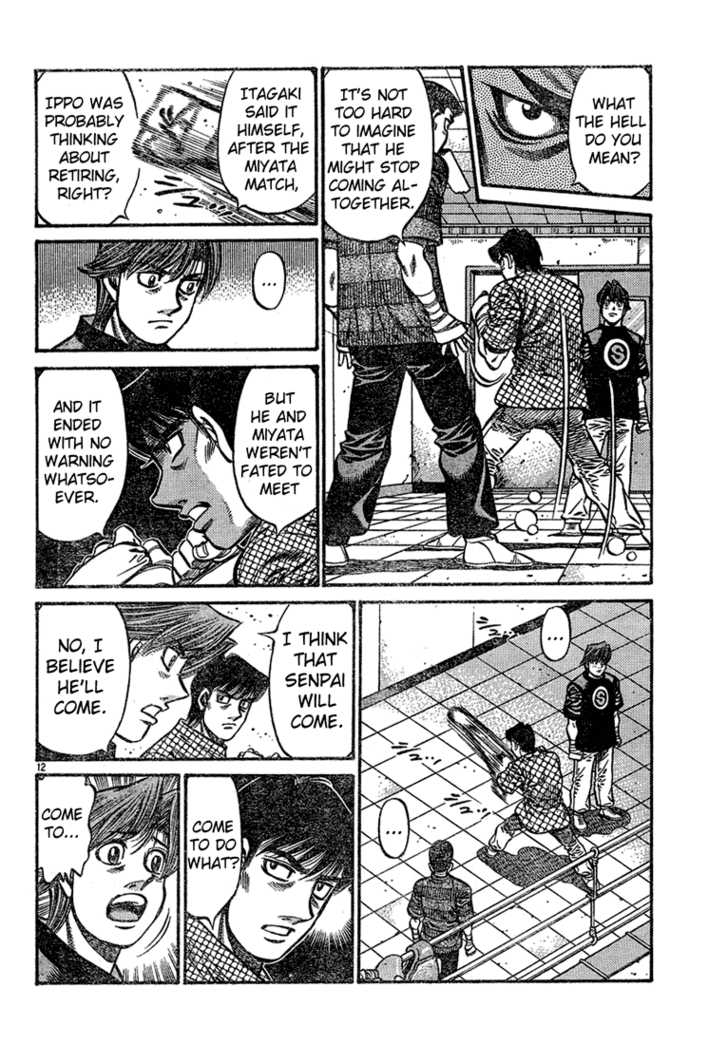 WHAT
THE HELL
DO YOU
MEAN?
IT'S NOT
TOO HARD
TO IMAGINE
THAT HE
MIGHT STOP
COMING AL-
TOGETHER.
S
ITAGAKI
SAID IT
HIMSELF,
AFTER THE
MIYATA
MATCH,
IPPO WAS
PROBABLY
THINKING
ABOUT
RETIRING,
RIGHT?
...
BUT
HE AND
MIYATA
WEREN'T
FATED TO
MEET
AND IT
ENDED
WITH NO
WARNING
WHATSO-
EVER.
...
S
...
I THINK
THAT
SENPAI
WILL
COME.
NO, I
BELIEVE
HE'LL
COME.
12
COME
TO DO
WHAT?
COME
TO...